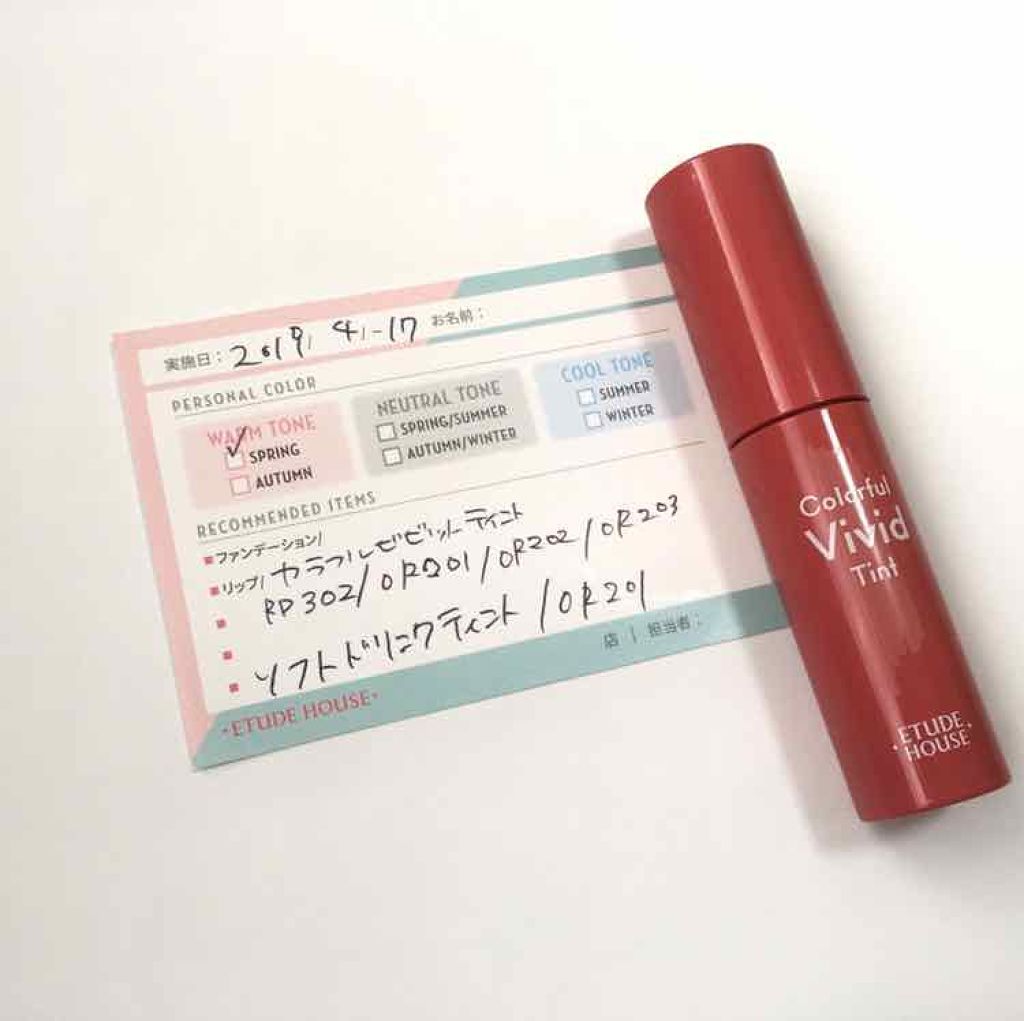 実施日：2019/ 4/-17 お名前：
PERSONAL COLOR
WARM TONE
SPRING
AUTUMN
NEUTRAL TONE
SPRING/SUMMER
AUTUMN/WINTER
COOL TONE
SUMMER
WINTER
RECOMMENDED ITEMS
■ファンデーション/
■リップ/ カラフルビビットティント
■ RD302/OR201/OR202/OR203
■
■ ソフトドリンクティント/OR201
店 | 担当者：
·ETUDE HOUSE·
Colorful
Vivid
Tint
·ETUDE·
HOUSE